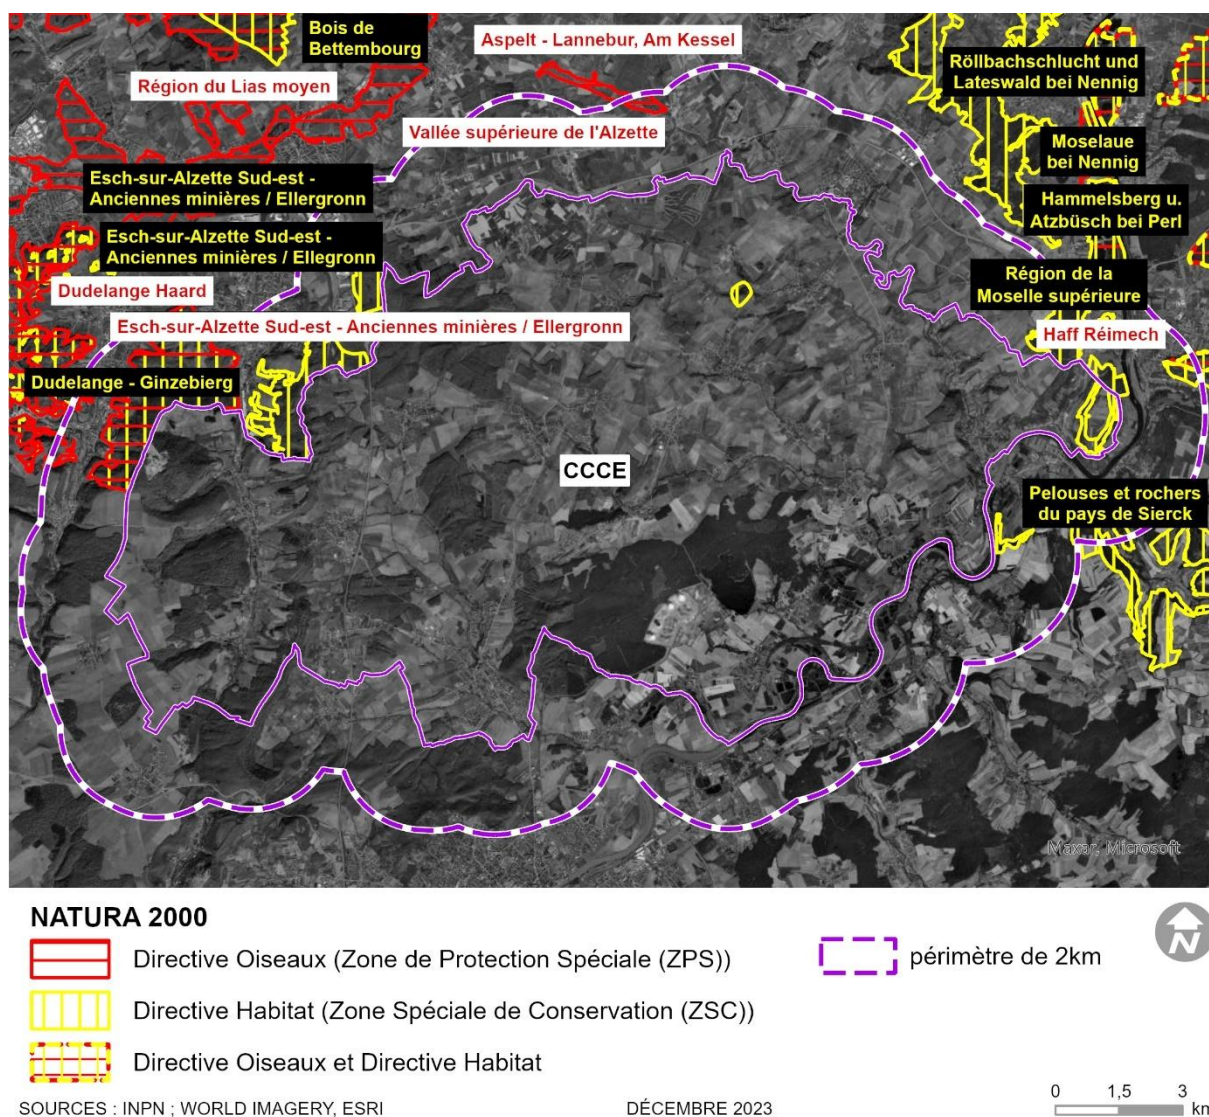 Bois de
Bettembourg
Aspelt - Lannebur, Am Kessel
Röllbachschlucht und
Lateswald bei Nennig
Région du Lias moyen
Vallée supérieure de l'Alzette
Moselaue
bei Nennig
Esch-sur-Alzette Sud-est -
Anciennes minières / Ellergronn
Hammelsberg u.
Atzbüsch bei Perl
Esch-sur-Alzette Sud-est -
Anciennes minières / Ellegronn
Région de la
Moselle supérieure
Dudelange Haard
Esch-sur-Alzette Sud-est - Anciennes minières / Ellergronn
Haff Réimech
Dudelange - Ginzebierg
CCCE
Pelouses et rochers
du pays de Sierck
Maxar, Microsoft
NATURA 2000
Directive Oiseaux (Zone de Protection Spéciale (ZPS))
périmètre de 2km
Directive Habitat (Zone Spéciale de Conservation (ZSC))
Directive Oiseaux et Directive Habitat
N
0 1,5 3
km
SOURCES : INPN ; WORLD IMAGERY, ESRI
DÉCEMBRE 2023